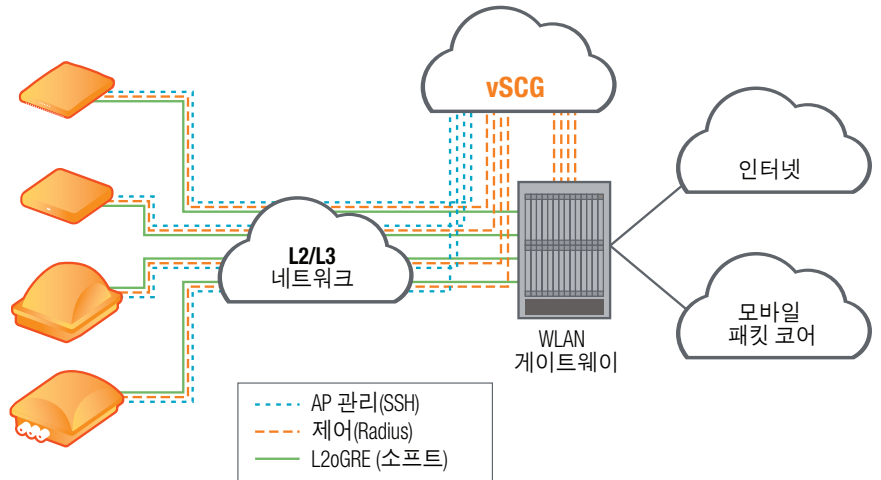 vSCG
인터넷
L2/L3
네트워크
모바일
패킷 코어
WLAN
게이트웨이
AP 관리(SSH)
제어(Radius)
L2oGRE (소프트)